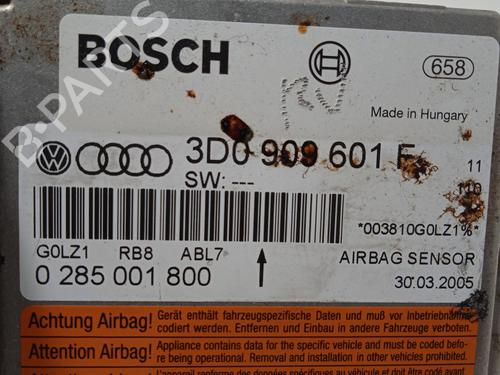 BOSCH
658
Made in Hungary
3D0 909 601 F
11
110
SW: ---
*003810G0LZ1%*
G0LZ1 RB8 ABL7
AIRBAG SENSOR
0 285 001 800
30.03.2005
Achtung Airbag! Gerät enthält fahrzeugspezifische Daten und muß vor Inbetriebnahme
codiert werden. Entfernen und Einbau in andere Fahrzeuge verboten.
Attention Airbag! Appliance contains data for the specific vehicle and must be coded before
being operated. Removal and installation in other vehicles prohibited.
B-PARTS